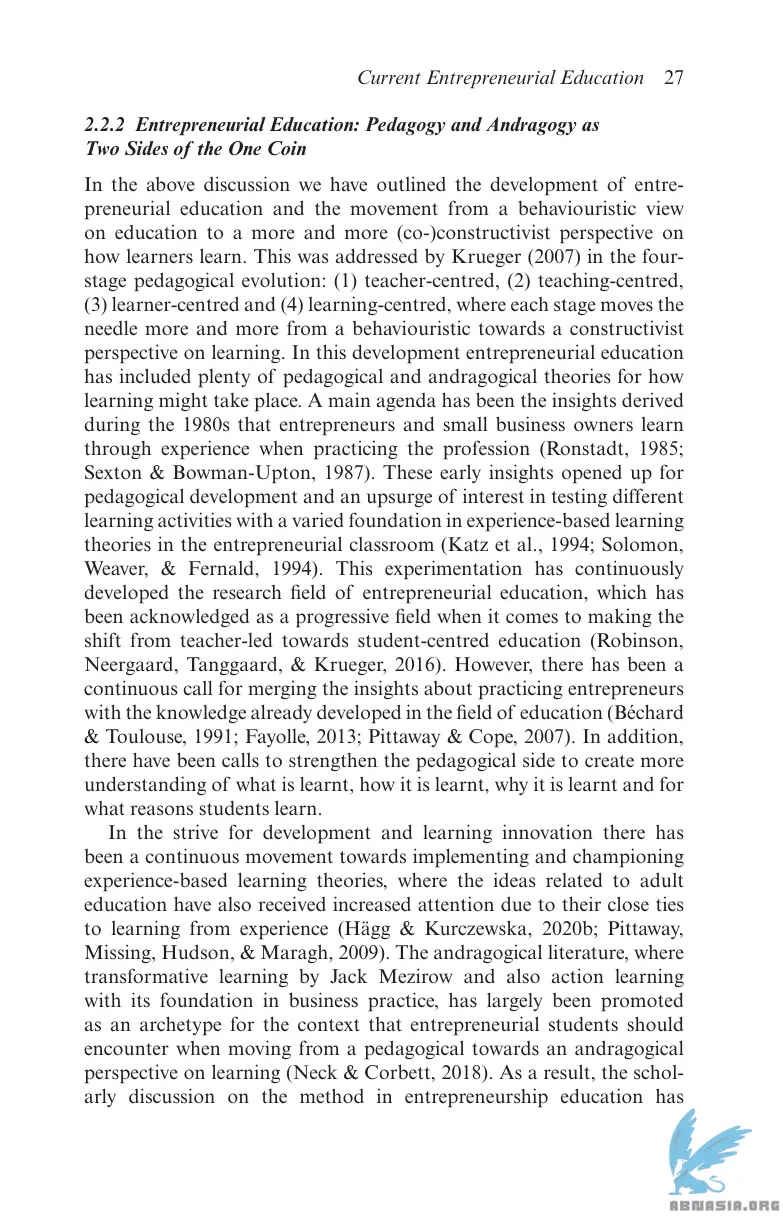 Current Entrepreneurial Education 27
2.2.2 Entrepreneurial Education: Pedagogy and Andragogy as
Two Sides of the One Coin
In the above discussion we have outlined the development of entre-
preneurial education and the movement from a behaviouristic view
on education to a more and more (co-)constructivist perspective on
how learners learn. This was addressed by Krueger (2007) in the four-
stage pedagogical evolution: (1) teacher-centred, (2) teaching-centred,
(3) learner-centred and (4) learning-centred, where each stage moves the
needle more and more from a behaviouristic towards a constructivist
perspective on learning. In this development entrepreneurial education
has included plenty of pedagogical and andragogical theories for how
learning might take place. A main agenda has been the insights derived
during the 1980s that entrepreneurs and small business owners learn
through experience when practicing the profession (Ronstadt, 1985;
Sexton & Bowman-Upton, 1987). These early insights opened up for
pedagogical development and an upsurge of interest in testing different
learning activities with a varied foundation in experience-based learning
theories in the entrepreneurial classroom (Katz et al., 1994; Solomon,
Weaver, & Fernald, 1994). This experimentation has continuously
developed the research field of entrepreneurial education, which has
been acknowledged as a progressive field when it comes to making the
shift from teacher-led towards student-centred education (Robinson,
Neergaard, Tanggaard, & Krueger, 2016). However, there has been a
continuous call for merging the insights about practicing entrepreneurs
with the knowledge already developed in the field of education (Béchard
& Toulouse, 1991; Fayolle, 2013; Pittaway & Cope, 2007). In addition,
there have been calls to strengthen the pedagogical side to create more
understanding of what is learnt, how it is learnt, why it is learnt and for
what reasons students learn.
In the strive for development and learning innovation there has
been a continuous movement towards implementing and championing
experience-based learning theories, where the ideas related to adult
education have also received increased attention due to their close ties
to learning from experience (Hägg & Kurczewska, 2020b; Pittaway,
Missing, Hudson, & Maragh, 2009). The andragogical literature, where
transformative learning by Jack Mezirow and also action learning
with its foundation in business practice, has largely been promoted
as an archetype for the context that entrepreneurial students should
encounter when moving from a pedagogical towards an andragogical
perspective on learning (Neck & Corbett, 2018). As a result, the schol-
arly discussion on the method in entrepreneurship education has
ABNASIA.ORG